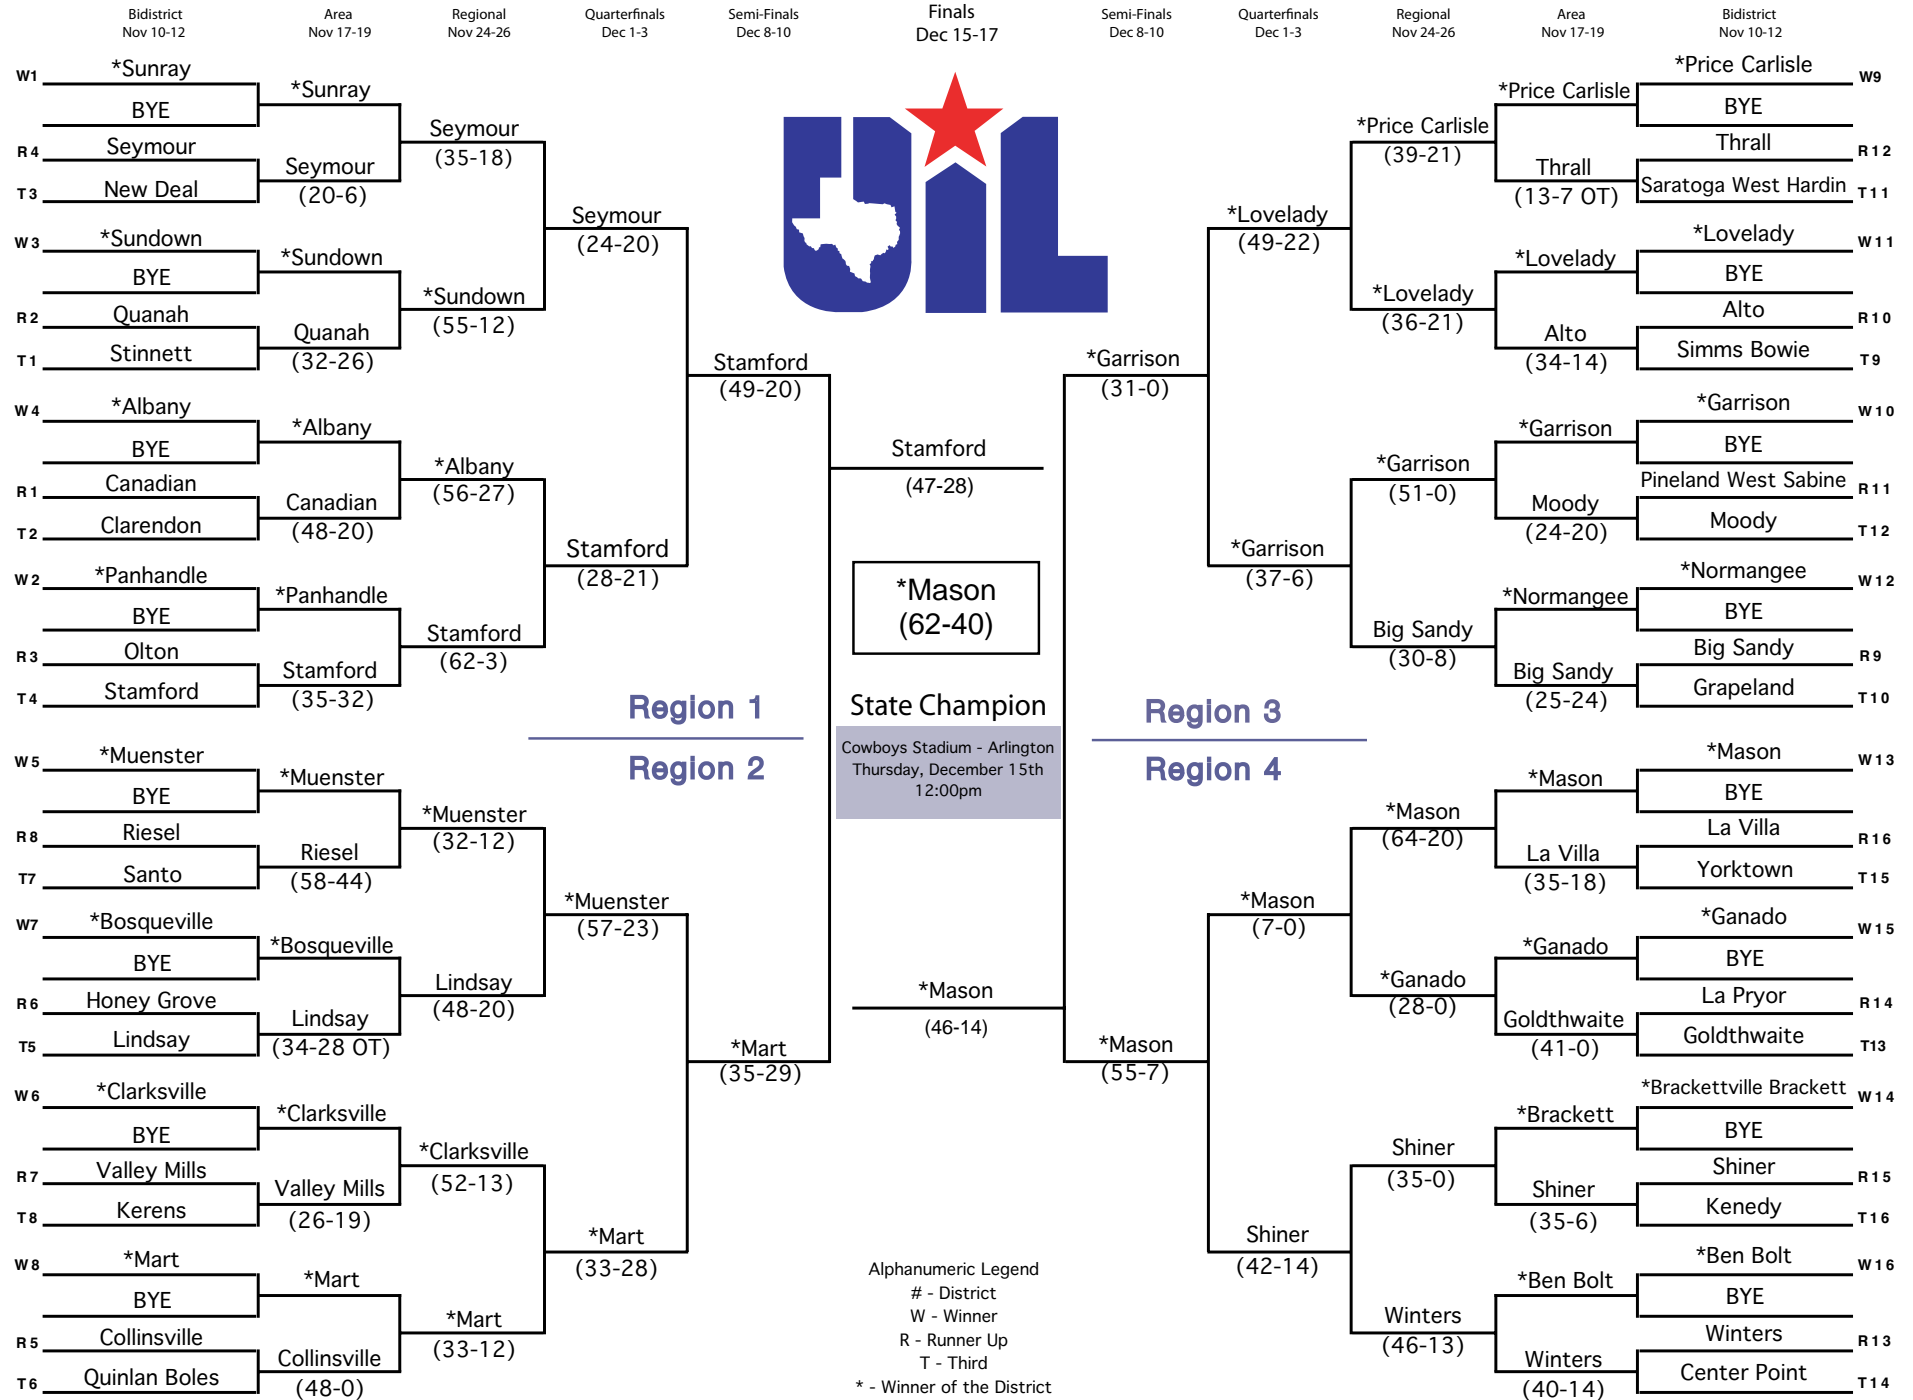 Bidistrict
Nov 10-12
Area
Nov 17-19
Regional
Nov 24-26
Quarterfinals
Dec 1-3
Semi-Finals
Dec 8-10
Finals
Dec 15-17
Semi-Finals
Dec 8-10
Quarterfinals
Dec 1-3
Regional
Nov 24-26
Area
Nov 17-19
Bidistrict
Nov 10-12
UIL
W1 *Sunray
BYE
R4 Seymour
T3 New Deal
W3 *Sundown
BYE
R2 Quanah
T1 Stinnett
W4 *Albany
BYE
R1 Canadian
T2 Clarendon
W2 *Panhandle
BYE
R3 Olton
T4 Stamford
W5 *Muenster
BYE
R8 Riesel
T7 Santo
W7 *Bosqueville
BYE
R6 Honey Grove
T5 Lindsay
W6 *Clarksville
BYE
R7 Valley Mills
T8 Kerens
W8 *Mart
BYE
R5 Collinsville
T6 Quinlan Boles
*Sunray
Seymour
(20-6)
*Sundown
Quanah
(32-26)
*Albany
Canadian
(48-20)
*Panhandle
Stamford
(35-32)
*Muenster
Riesel
(58-44)
*Bosqueville
Lindsay
(34-28 OT)
*Clarksville
Valley Mills
(26-19)
*Mart
Collinsville
(48-0)
Seymour
(35-18)
*Sundown
(55-12)
*Albany
(56-27)
Stamford
(62-3)
*Muenster
(32-12)
Lindsay
(48-20)
*Clarksville
(52-13)
*Mart
(33-12)
Seymour
(24-20)
Stamford
(28-21)
*Muenster
(57-23)
*Mart
(33-28)
Stamford
(49-20)
*Mart
(35-29)
Region 1
Region 2
Stamford
(47-28)
*Mason
(62-40)
State Champion
Cowboys Stadium - Arlington
Thursday, December 15th
12:00pm
*Mason
(46-14)
Alphanumeric Legend
# - District
W - Winner
R - Runner Up
T - Third
* - Winner of the District
Region 3
Region 4
*Garrison
(31-0)
*Mason
(55-7)
*Lovelady
(49-22)
*Garrison
(37-6)
*Mason
(7-0)
Shiner
(42-14)
*Price Carlisle
(39-21)
*Lovelady
(36-21)
*Garrison
(51-0)
Big Sandy
(30-8)
*Mason
(64-20)
*Ganado
(28-0)
Shiner
(35-0)
Winters
(46-13)
*Price Carlisle
Thrall
(13-7 OT)
*Lovelady
Alto
(34-14)
*Garrison
Moody
(24-20)
*Normangee
Big Sandy
(25-24)
*Mason
La Villa
(35-18)
*Ganado
Goldthwaite
(41-0)
*Brackett
Shiner
(35-6)
*Ben Bolt
Winters
(40-14)
*Price Carlisle W9
BYE
Thrall R12
Saratoga West Hardin T11
*Lovelady W11
BYE
Alto R10
Simms Bowie T9
*Garrison W10
BYE
Pineland West Sabine R11
Moody T12
*Normangee W12
BYE
Big Sandy R9
Grapeland T10
*Mason W13
BYE
La Villa R16
Yorktown T15
*Ganado W15
BYE
La Pryor R14
Goldthwaite T13
*Brackettville Brackett W14
BYE
Shiner R15
Kenedy T16
*Ben Bolt W16
BYE
Winters R13
Center Point T14